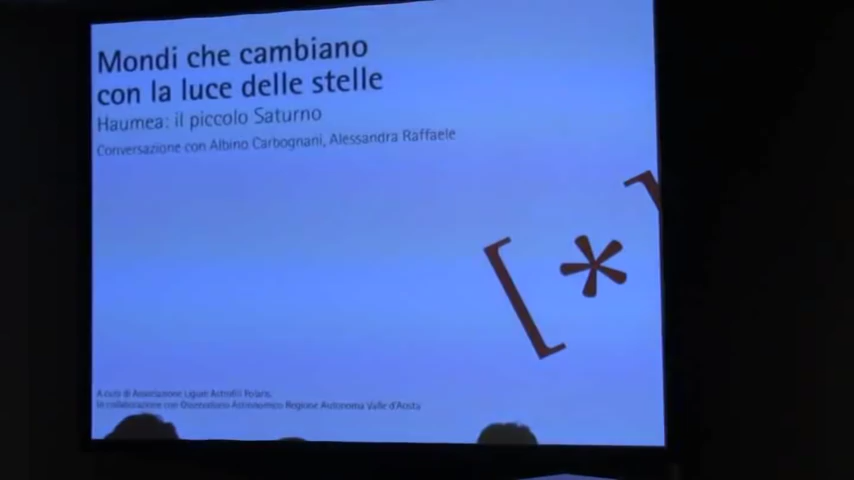 Mondi che cambiano
con la luce delle stelle
Haumea: il piccolo Saturno
Conversazione con Albino Carbognani, Alessandra Raffaele
[*]
A cura di Associazione Ligure Astrofili Polaris,
in collaborazione con Osservatorio Astronomico Regione Autonoma Valle d'Aosta